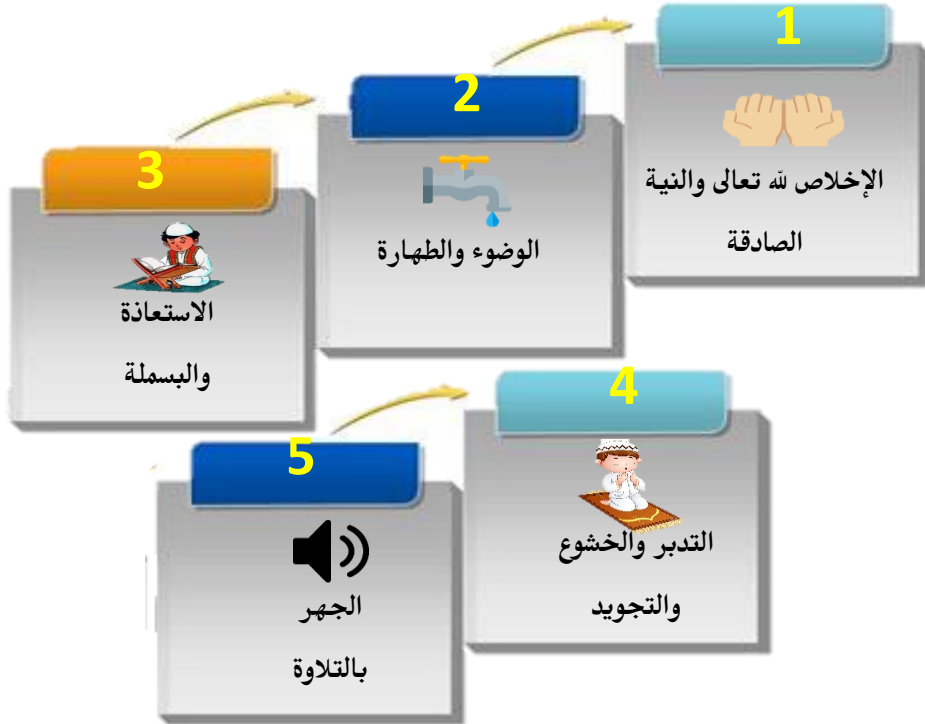 1
الإخلاص لله تعالى والنية
الصادقة
2
الوضوء والطهارة
3
الاستعاذة
والبسملة
4
التدبر والخشوع
والتجويد
5
الجهر
بالتلاوة